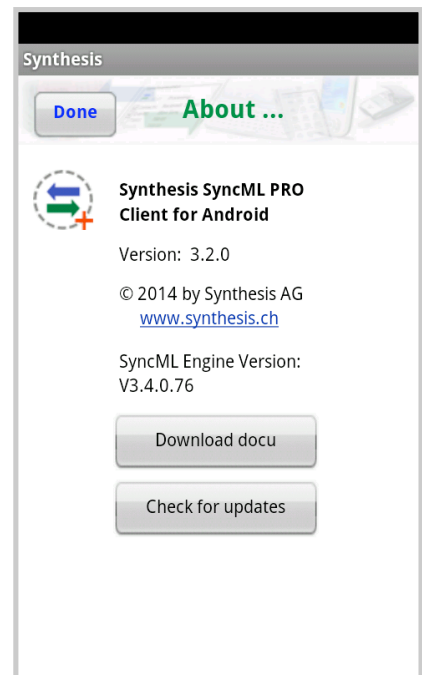 Synthesis
Done
About ...
Synthesis SyncML PRO
Client for Android
Version: 3.2.0
© 2014 by Synthesis AG
www.synthesis.ch
SyncML Engine Version:
V3.4.0.76
Download docu
Check for updates